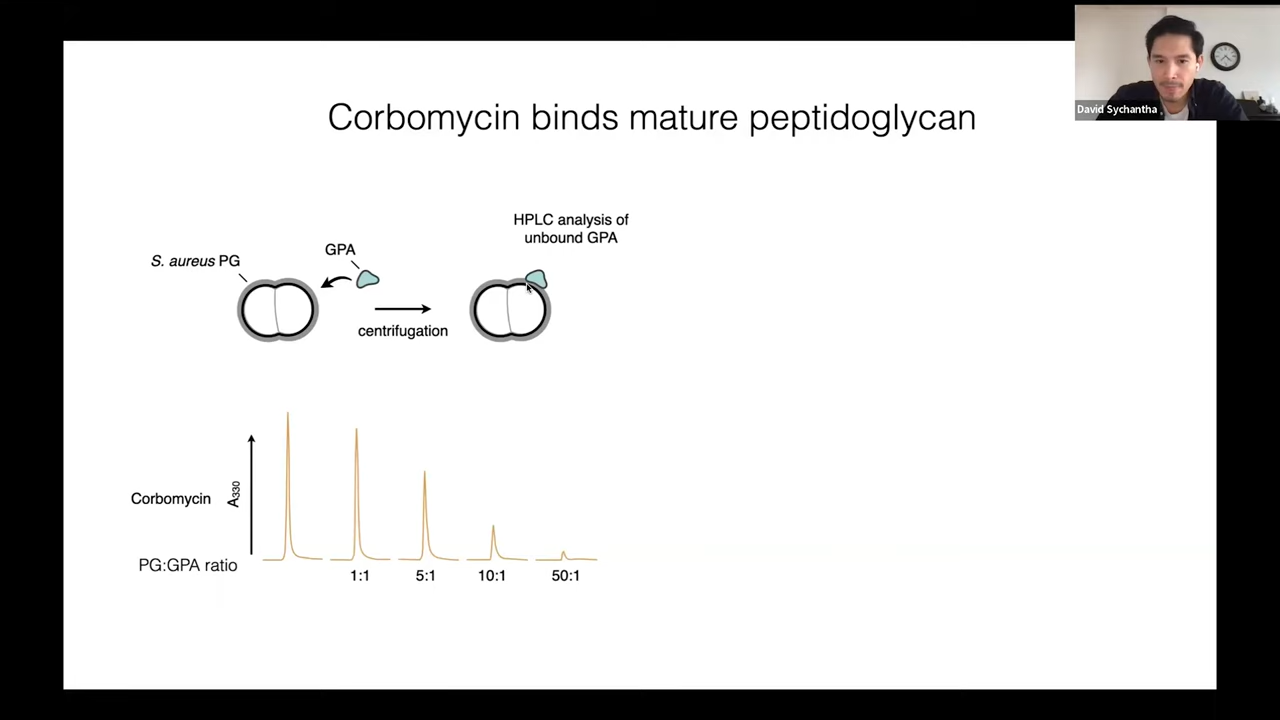 David Sychantha
Corbomycin binds mature peptidoglycan
HPLC analysis of
unbound GPA
GPA
S. aureus PG
centrifugation
Corbomycin
A330
PG:GPA ratio
1:1
5:1
10:1
50:1